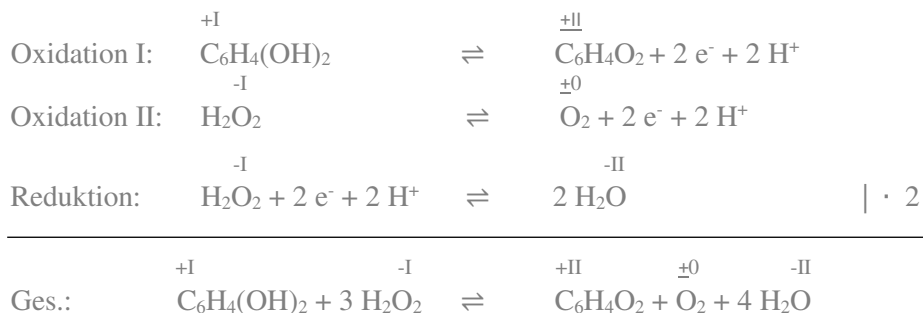 +I +II
Oxidation I: C₆H₄(OH)₂ ⇌ C₆H₄O₂ + 2 e⁻ + 2 H⁺
-I ±0
Oxidation II: H₂O₂ ⇌ O₂ + 2 e⁻ + 2 H⁺
-I -II
Reduktion: H₂O₂ + 2 e⁻ + 2 H⁺ ⇌ 2 H₂O | · 2
+I -I +II ±0 -II
Ges.: C₆H₄(OH)₂ + 3 H₂O₂ ⇌ C₆H₄O₂ + O₂ + 4 H₂O